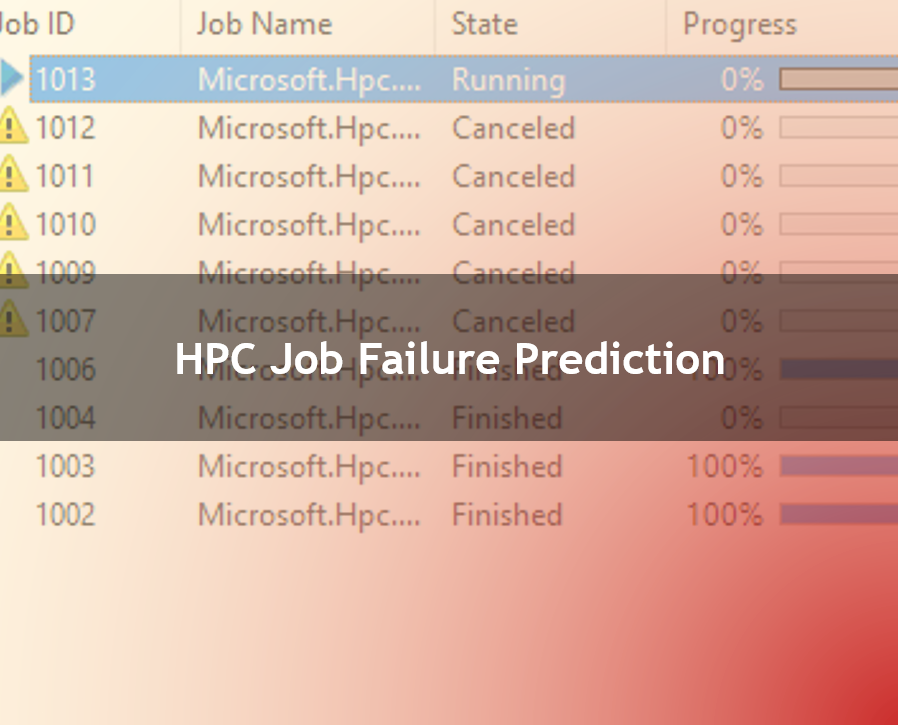 Job ID Job Name State Progress
1013 Microsoft.Hpc.... Running 0%
1012 Microsoft.Hpc.... Canceled 0%
1011 Microsoft.Hpc.... Canceled 0%
1010 Microsoft.Hpc.... Canceled 0%
1009 Microsoft.Hpc.... Canceled 0%
1007 Microsoft.Hpc.... Canceled 0%
HPC Job Failure Prediction
1006 Finished 100%
1004 Microsoft.Hpc.... Finished 0%
1003 Microsoft.Hpc.... Finished 100%
1002 Microsoft.Hpc.... Finished 100%